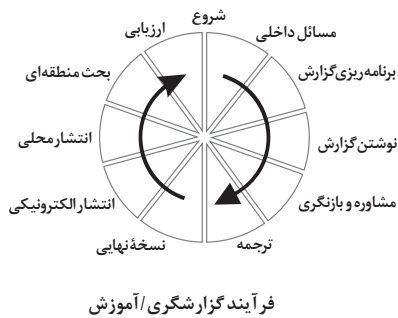 شروع
مسائل داخلی
برنامه‌ریزی گزارش
نوشتن گزارش
مشاوره و بازنگری
ترجمه
نسخهٔ نهایی
انتشار الکترونیکی
انتشار محلی
بحث منطقه‌ای
ارزیابی
فرآیند گزارشگری/آموزش